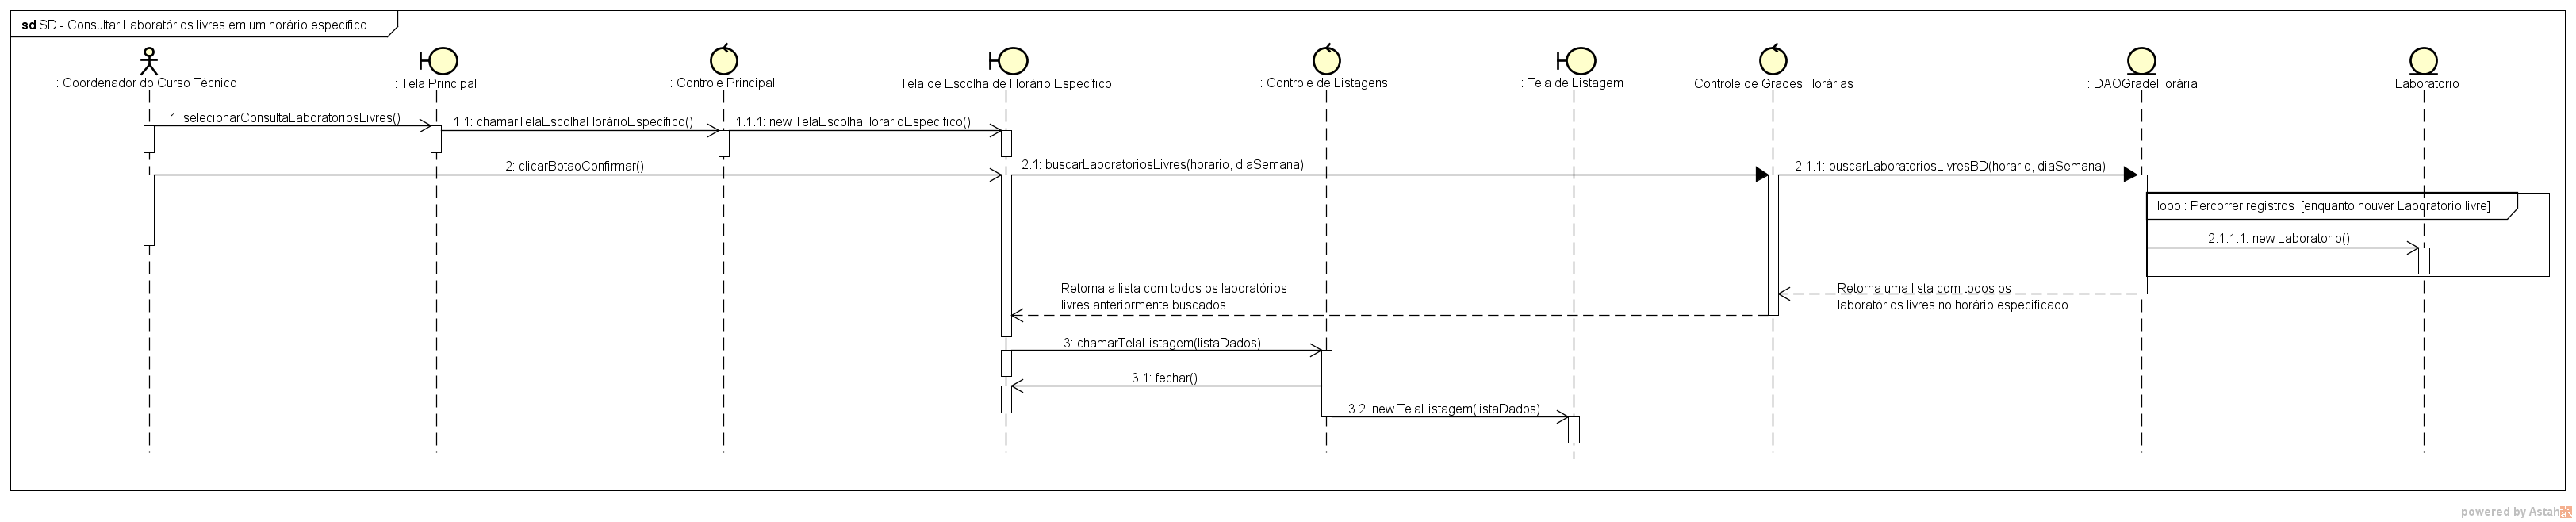 sd SD - Consultar Laboratórios livres em um horário específico
: Coordenador do Curso Técnico
: Tela Principal
: Controle Principal
: Tela de Escolha de Horário Específico
: Controle de Listagens
: Tela de Listagem
: Controle de Grades Horárias
: DAOGradeHorária
: Laboratorio
1: selecionarConsultaLaboratoriosLivres()
1.1: chamarTelaEscolhaHorárioEspecífico()
1.1.1: new TelaEscolhaHorarioEspecifico()
2: clicarBotaoConfirmar()
2.1: buscarLaboratoriosLivres(horario, diaSemana)
2.1.1: buscarLaboratoriosLivresBD(horario, diaSemana)
loop : Percorrer registros [enquanto houver Laboratorio livre]
2.1.1.1: new Laboratorio()
Retorna uma lista com todos os
laboratórios livres no horário especificado.
Retorna a lista com todos os laboratórios
livres anteriormente buscados.
3: chamarTelaListagem(listaDados)
3.1: fechar()
3.2: new TelaListagem(listaDados)
powered by Astah